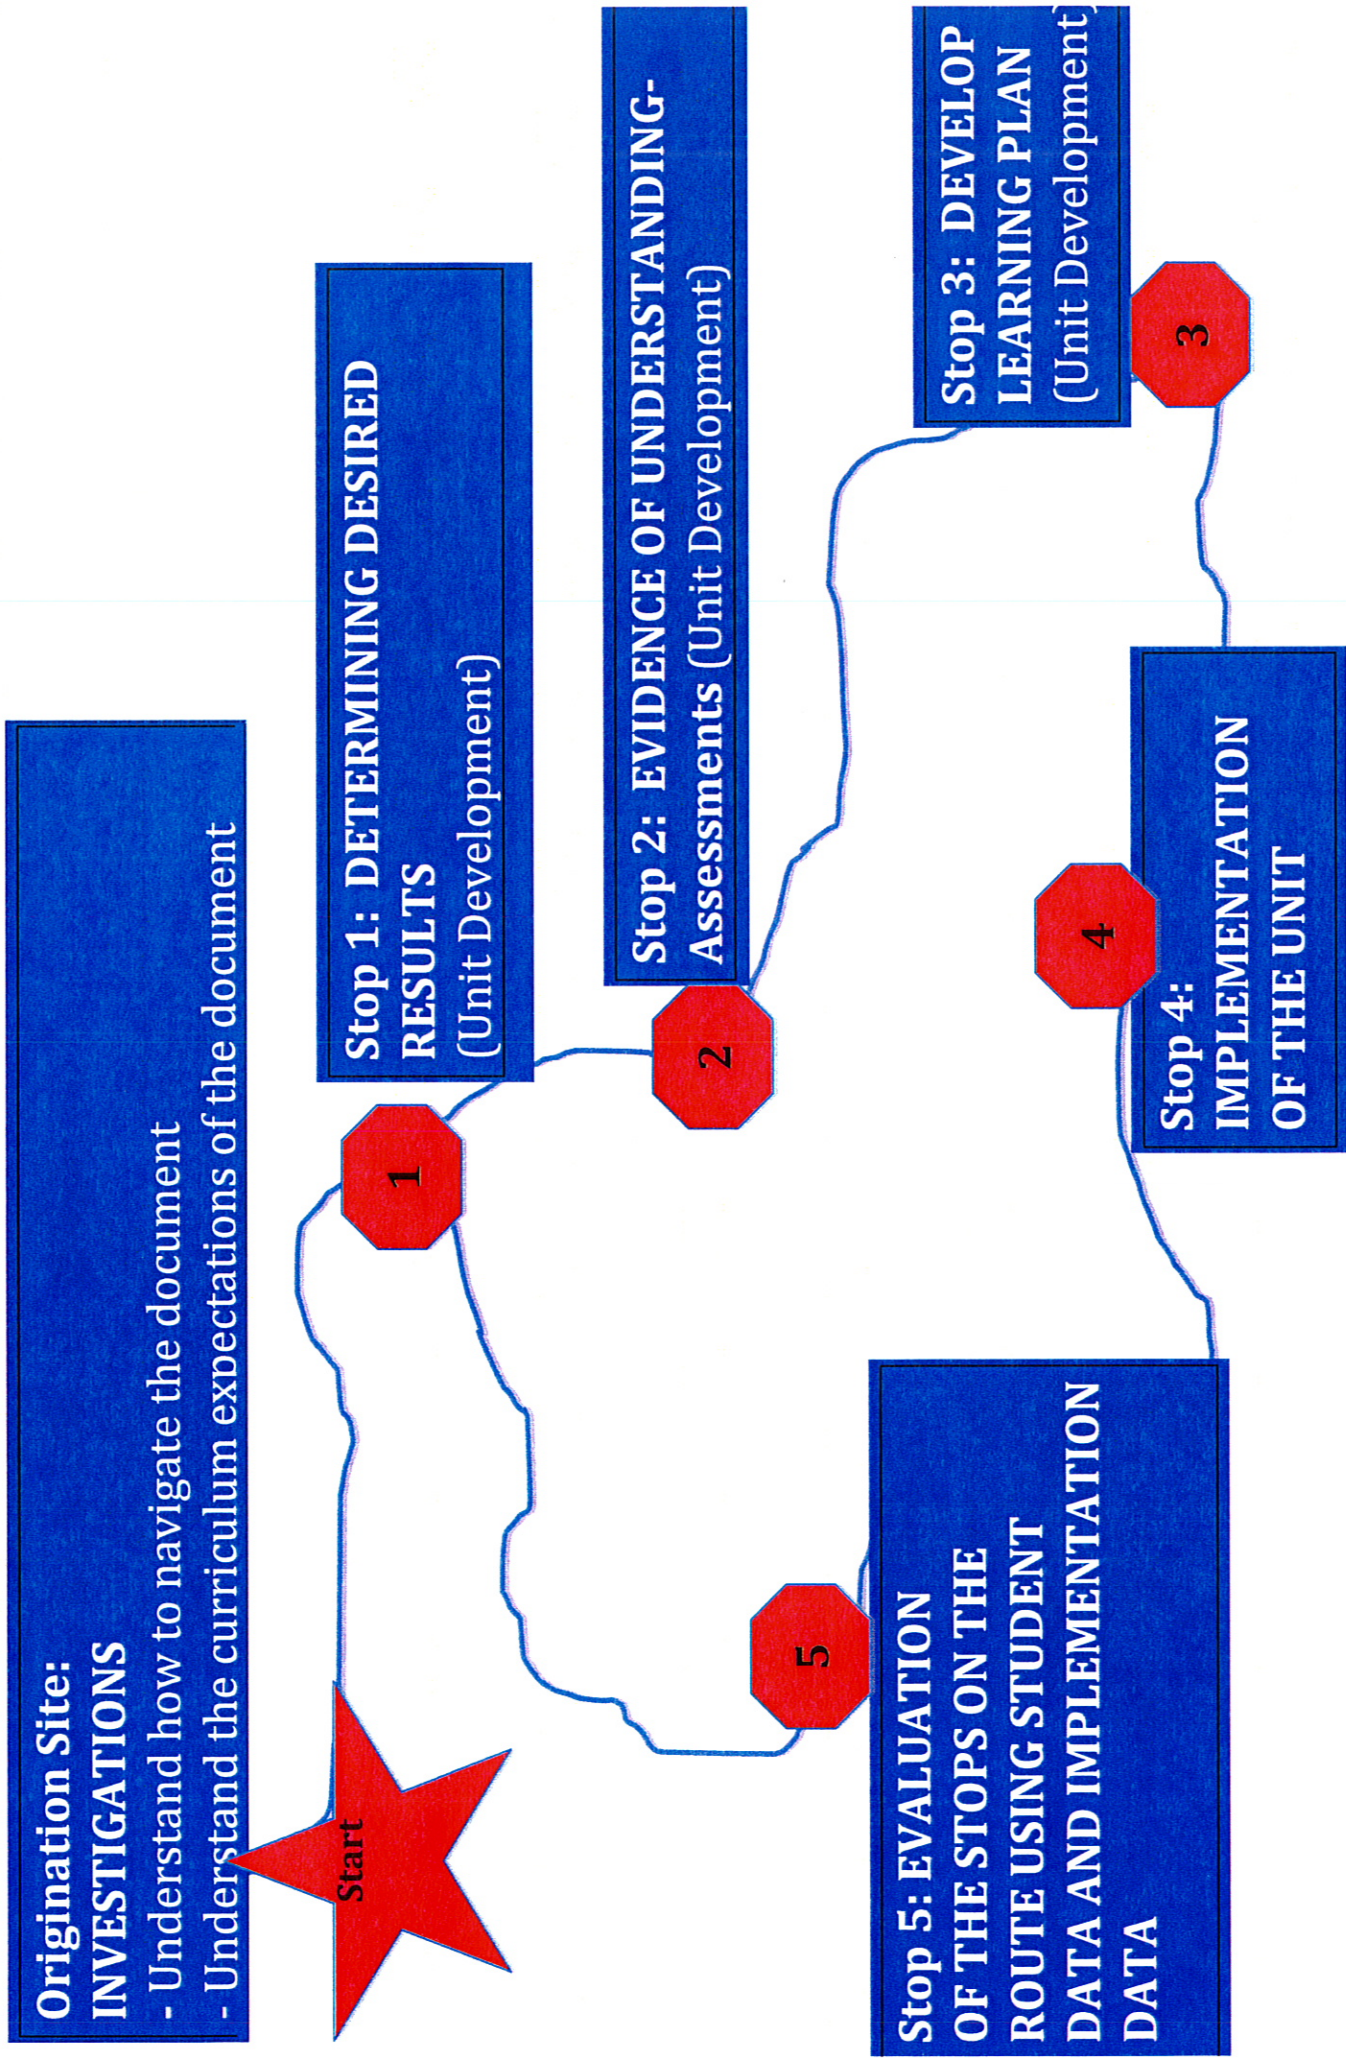 Origination Site:
INVESTIGATIONS
- Understand how to navigate the document
- Understand the curriculum expectations of the document
Start
1
Stop 1: DETERMINING DESIRED
RESULTS
(Unit Development)
2
Stop 2: EVIDENCE OF UNDERSTANDING-
Assessments (Unit Development)
Stop 3: DEVELOP
LEARNING PLAN
(Unit Development)
3
4
Stop 4:
IMPLEMENTATION
OF THE UNIT
5
Stop 5: EVALUATION
OF THE STOPS ON THE
ROUTE USING STUDENT
DATA AND IMPLEMENTATION
DATA